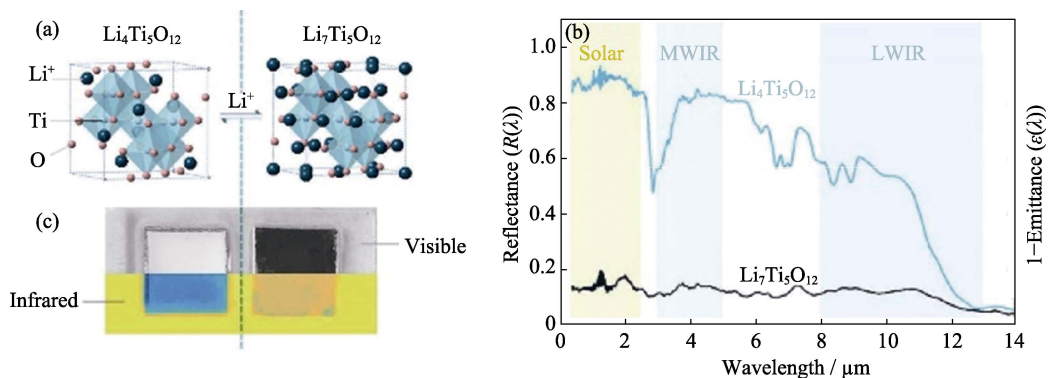 (a)
Li₄Ti₅O₁₂
Li₇Ti₅O₁₂
Li⁺
Ti
O
Li⁺
(c)
Visible
Infrared
(b)
Solar
MWIR
LWIR
Li₄Ti₅O₁₂
Li₇Ti₅O₁₂
1.0
0.8
0.6
0.4
0.2
0
0
2
4
6
8
10
12
14
Reflectance (R(λ))
1−Emittance (ε(λ))
Wavelength / μm